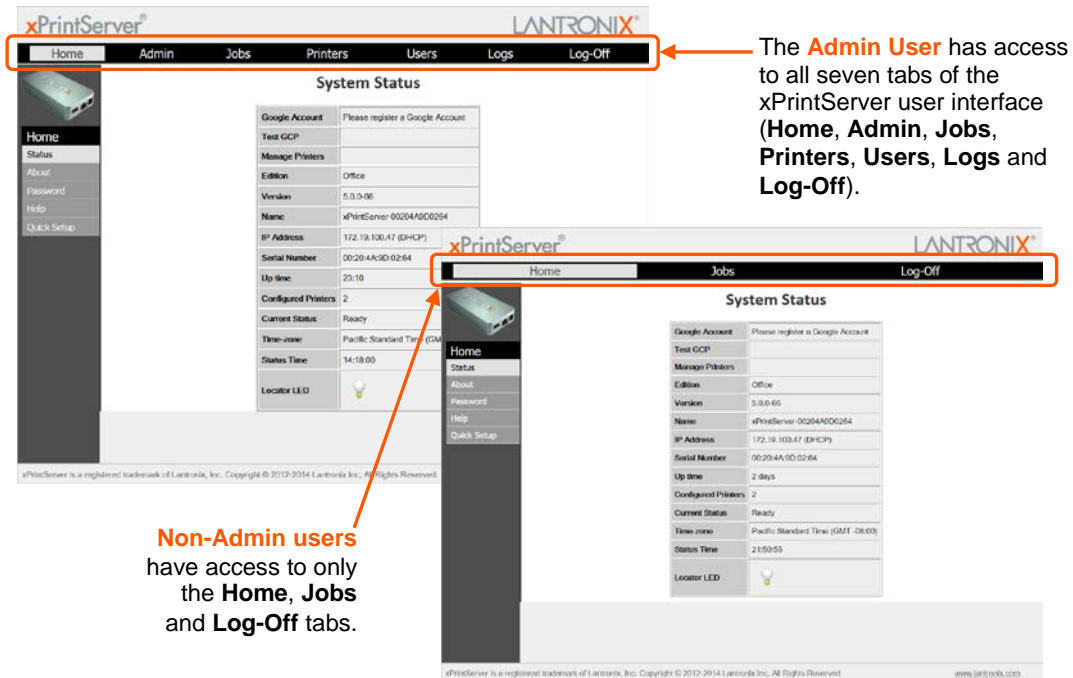 xPrintServer®
LANTRONIX®
Home Admin Jobs Printers Users Logs Log-Off
System Status
Home
Status
About
Password
Help
Quick Setup
Google Account Please register a Google Account
Test GCP
Manage Printers
Edition Office
Version 5.0.0-66
Name xPrintServer-00204A9D0264
IP Address 172.19.100.47 (DHCP)
Serial Number 00:20:4A:9D:02:64
Up time 23:10
Configured Printers 2
Current Status Ready
Time-zone Pacific Standard Time (GM
Status Time 14:18:00
Locator LED
xPrintServer is a registered trademark of Lantronix, Inc. Copyright © 2012-2014 Lantronix Inc, All Rights Reserved.
The Admin User has access
to all seven tabs of the
xPrintServer user interface
(Home, Admin, Jobs,
Printers, Users, Logs and
Log-Off).
xPrintServer®
LANTRONIX®
Home Jobs Log-Off
System Status
Home
Status
About
Password
Help
Quick Setup
Google Account Please register a Google Account
Test GCP
Manage Printers
Edition Office
Version 5.0.0-66
Name xPrintServer-00204A9D0264
IP Address 172.19.100.47 (DHCP)
Serial Number 00:20:4A:9D:02:64
Up time 2 days
Configured Printers 2
Current Status Ready
Time-zone Pacific Standard Time (GMT -08:00)
Status Time 21:50:55
Locator LED
xPrintServer is a registered trademark of Lantronix, Inc. Copyright © 2012-2014 Lantronix Inc, All Rights Reserved
www.lantronix.com
Non-Admin users
have access to only
the Home, Jobs
and Log-Off tabs.